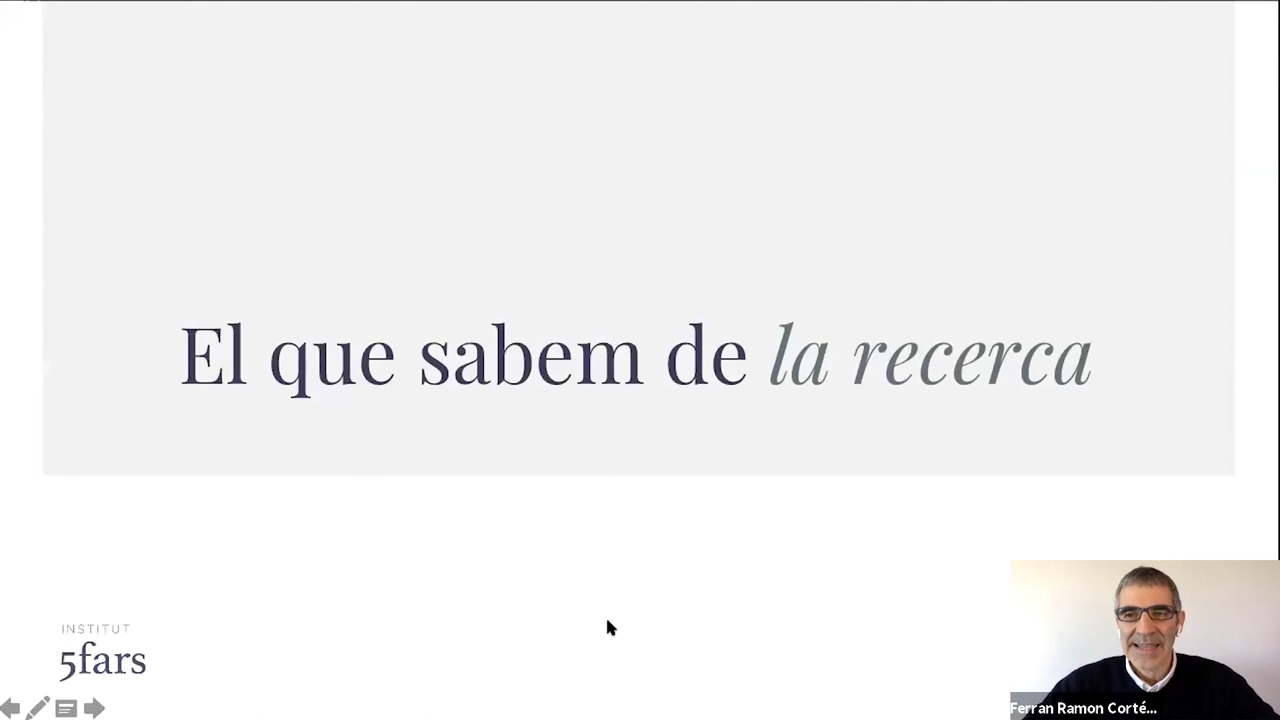 El que sabem de la recerca
INSTITUT
5fars
Ferran Ramon Corté...